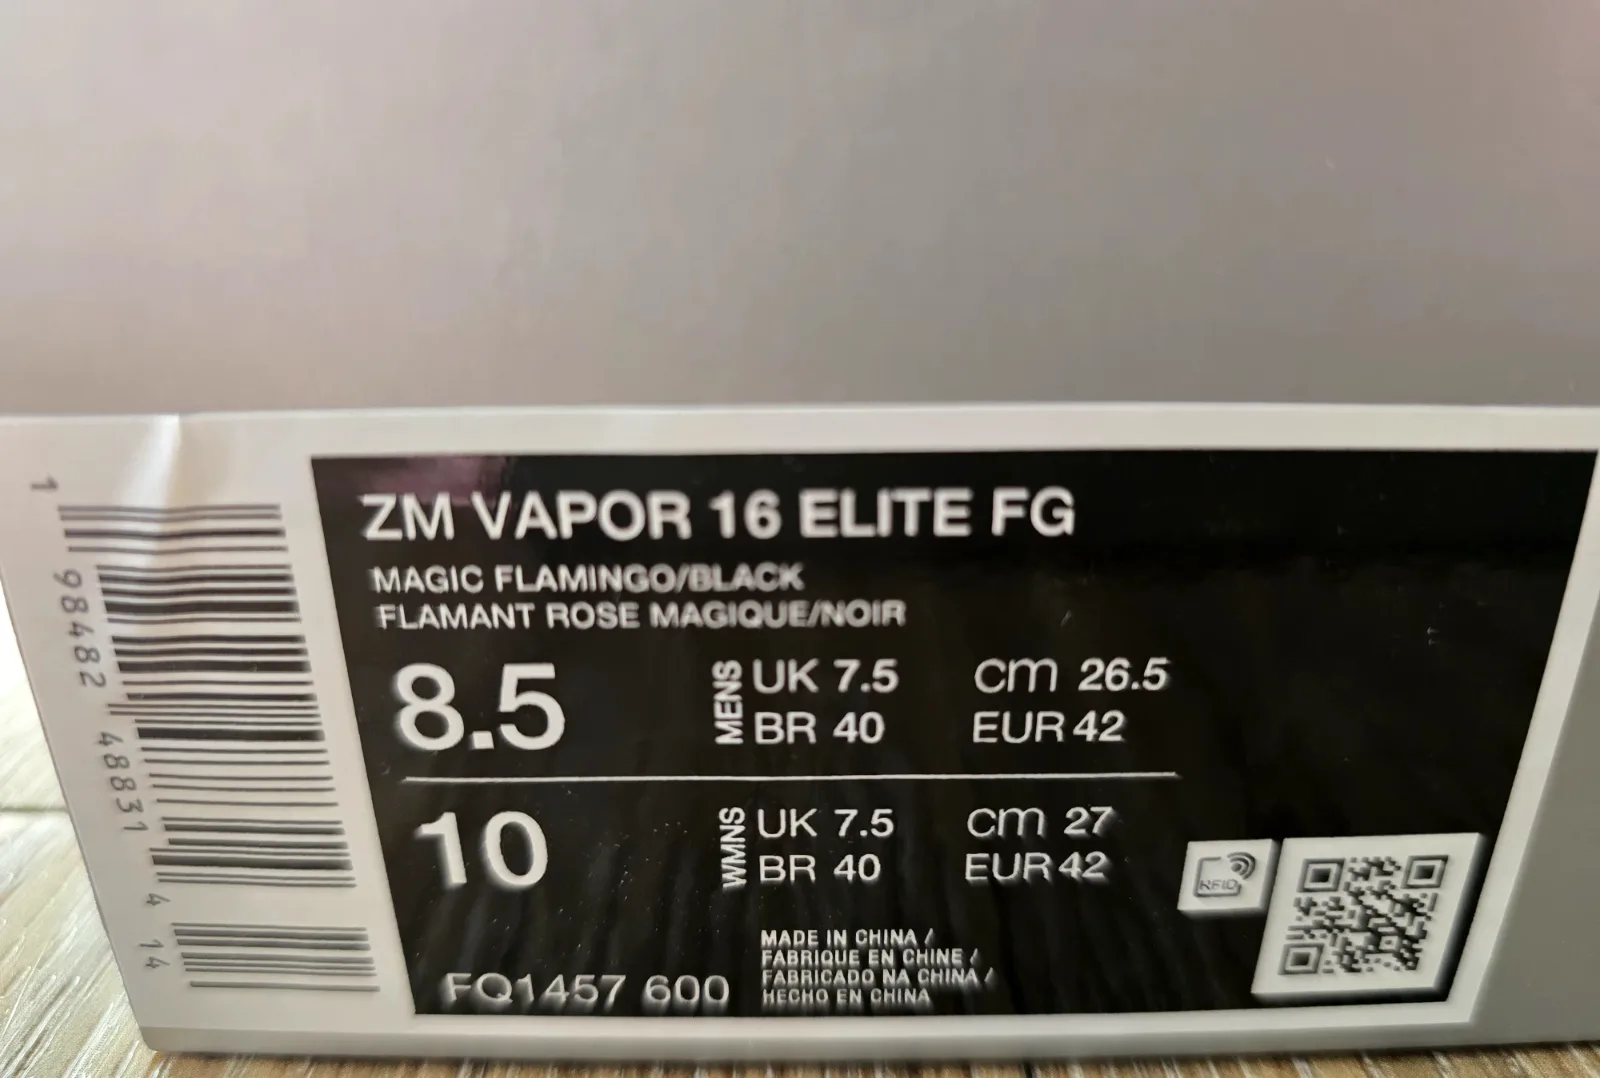 ZM VAPOR 16 ELITE FG
MAGIC FLAMINGO/BLACK
FLAMANT ROSE MAGIQUE/NOIR
8.5 MENS UK 7.5 CM 26.5
BR 40 EUR 42
10 WMNS UK 7.5 CM 27
BR 40 EUR 42
MADE IN CHINA /
FABRIQUE EN CHINE /
FABRICADO NA CHINA /
HECHO EN CHINA
FQ1457 600
RFID
1 98482 48831 4 14